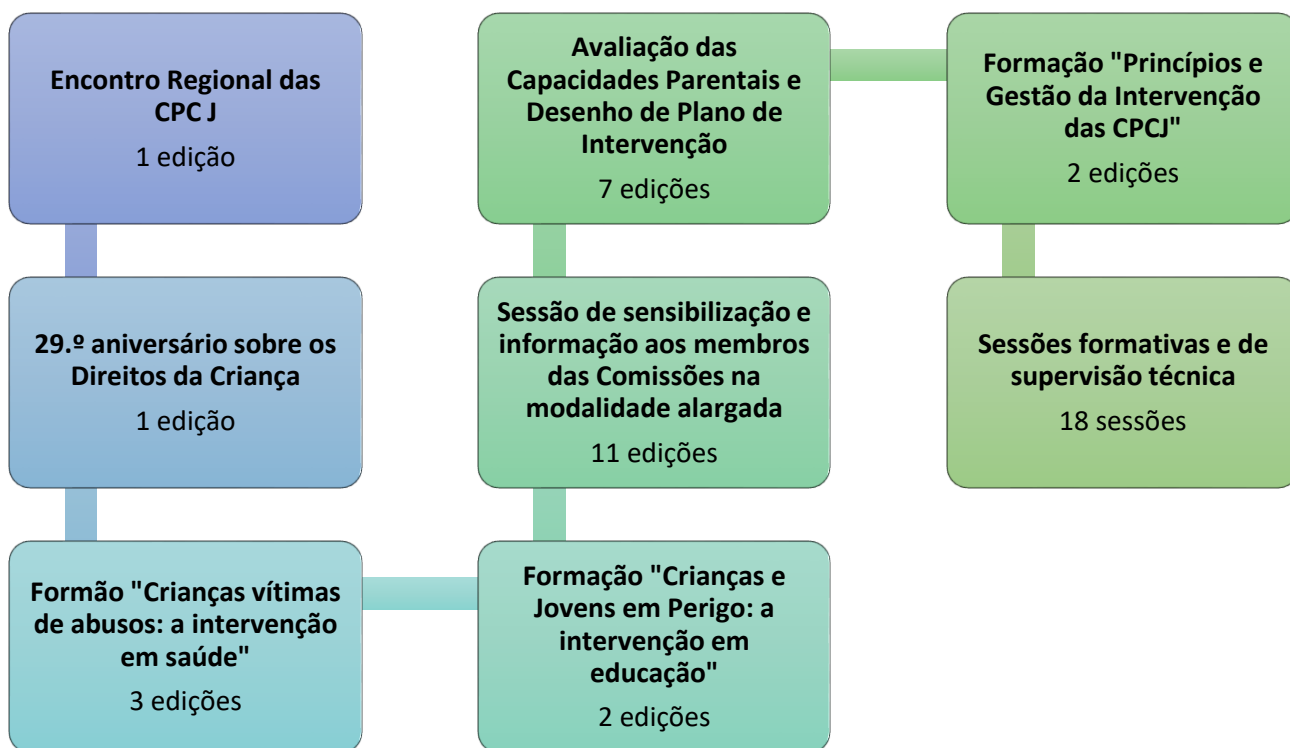 Encontro Regional das
CPC J
1 edição
29.º aniversário sobre os
Direitos da Criança
1 edição
Formão "Crianças vítimas
de abusos: a intervenção
em saúde"
3 edições
Formação "Crianças e
Jovens em Perigo: a
intervenção em
educação"
2 edições
Sessão de sensibilização e
informação aos membros
das Comissões na
modalidade alargada
11 edições
Avaliação das
Capacidades Parentais e
Desenho de Plano de
Intervenção
7 edições
Formação "Princípios e
Gestão da Intervenção
das CPCJ"
2 edições
Sessões formativas e de
supervisão técnica
18 sessões